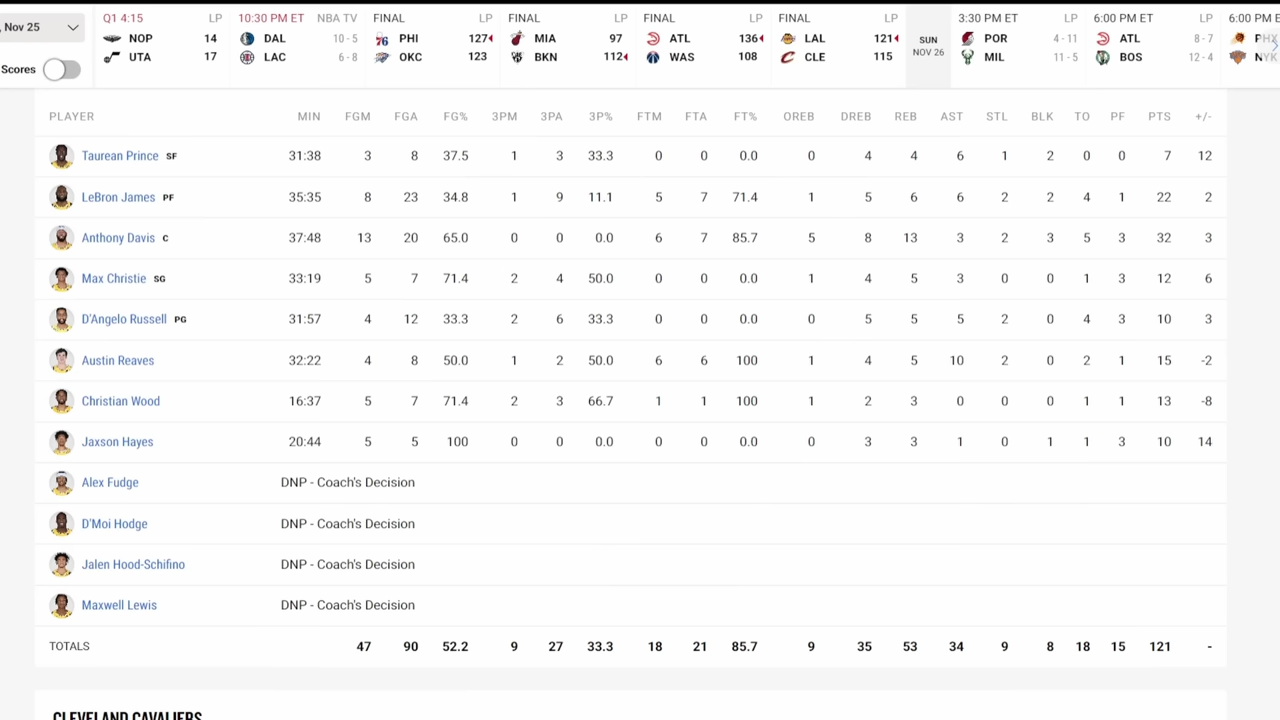 , Nov 25
Scores
Q1 4:15 LP
NOP 14
UTA 17
10:30 PM ET NBA TV
DAL 10 - 5
LAC 6 - 8
FINAL LP
PHI 127
OKC 123
FINAL LP
MIA 97
BKN 112
FINAL LP
ATL 136
WAS 108
FINAL LP
LAL 121
CLE 115
SUN
NOV 26
3:30 PM ET LP
POR 4 - 11
MIL 11 - 5
6:00 PM ET LP
ATL 8 - 7
BOS 12 - 4
6:00 PM E
PHX
NYK
PLAYER MIN FGM FGA FG% 3PM 3PA 3P% FTM FTA FT% OREB DREB REB AST STL BLK TO PF PTS +/-
Taurean Prince SF 31:38 3 8 37.5 1 3 33.3 0 0 0.0 0 4 4 6 1 2 0 0 7 12
LeBron James PF 35:35 8 23 34.8 1 9 11.1 5 7 71.4 1 5 6 6 2 2 4 1 22 2
Anthony Davis C 37:48 13 20 65.0 0 0 0.0 6 7 85.7 5 8 13 3 2 3 5 3 32 3
Max Christie SG 33:19 5 7 71.4 2 4 50.0 0 0 0.0 1 4 5 3 0 0 1 3 12 6
D'Angelo Russell PG 31:57 4 12 33.3 2 6 33.3 0 0 0.0 0 5 5 5 2 0 4 3 10 3
Austin Reaves 32:22 4 8 50.0 1 2 50.0 6 6 100 1 4 5 10 2 0 2 1 15 -2
Christian Wood 16:37 5 7 71.4 2 3 66.7 1 1 100 1 2 3 0 0 0 1 1 13 -8
Jaxson Hayes 20:44 5 5 100 0 0 0.0 0 0 0.0 0 3 3 1 0 1 1 3 10 14
Alex Fudge DNP - Coach's Decision
D'Moi Hodge DNP - Coach's Decision
Jalen Hood-Schifino DNP - Coach's Decision
Maxwell Lewis DNP - Coach's Decision
TOTALS 47 90 52.2 9 27 33.3 18 21 85.7 9 35 53 34 9 8 18 15 121 -
CLEVELAND CAVALIERS